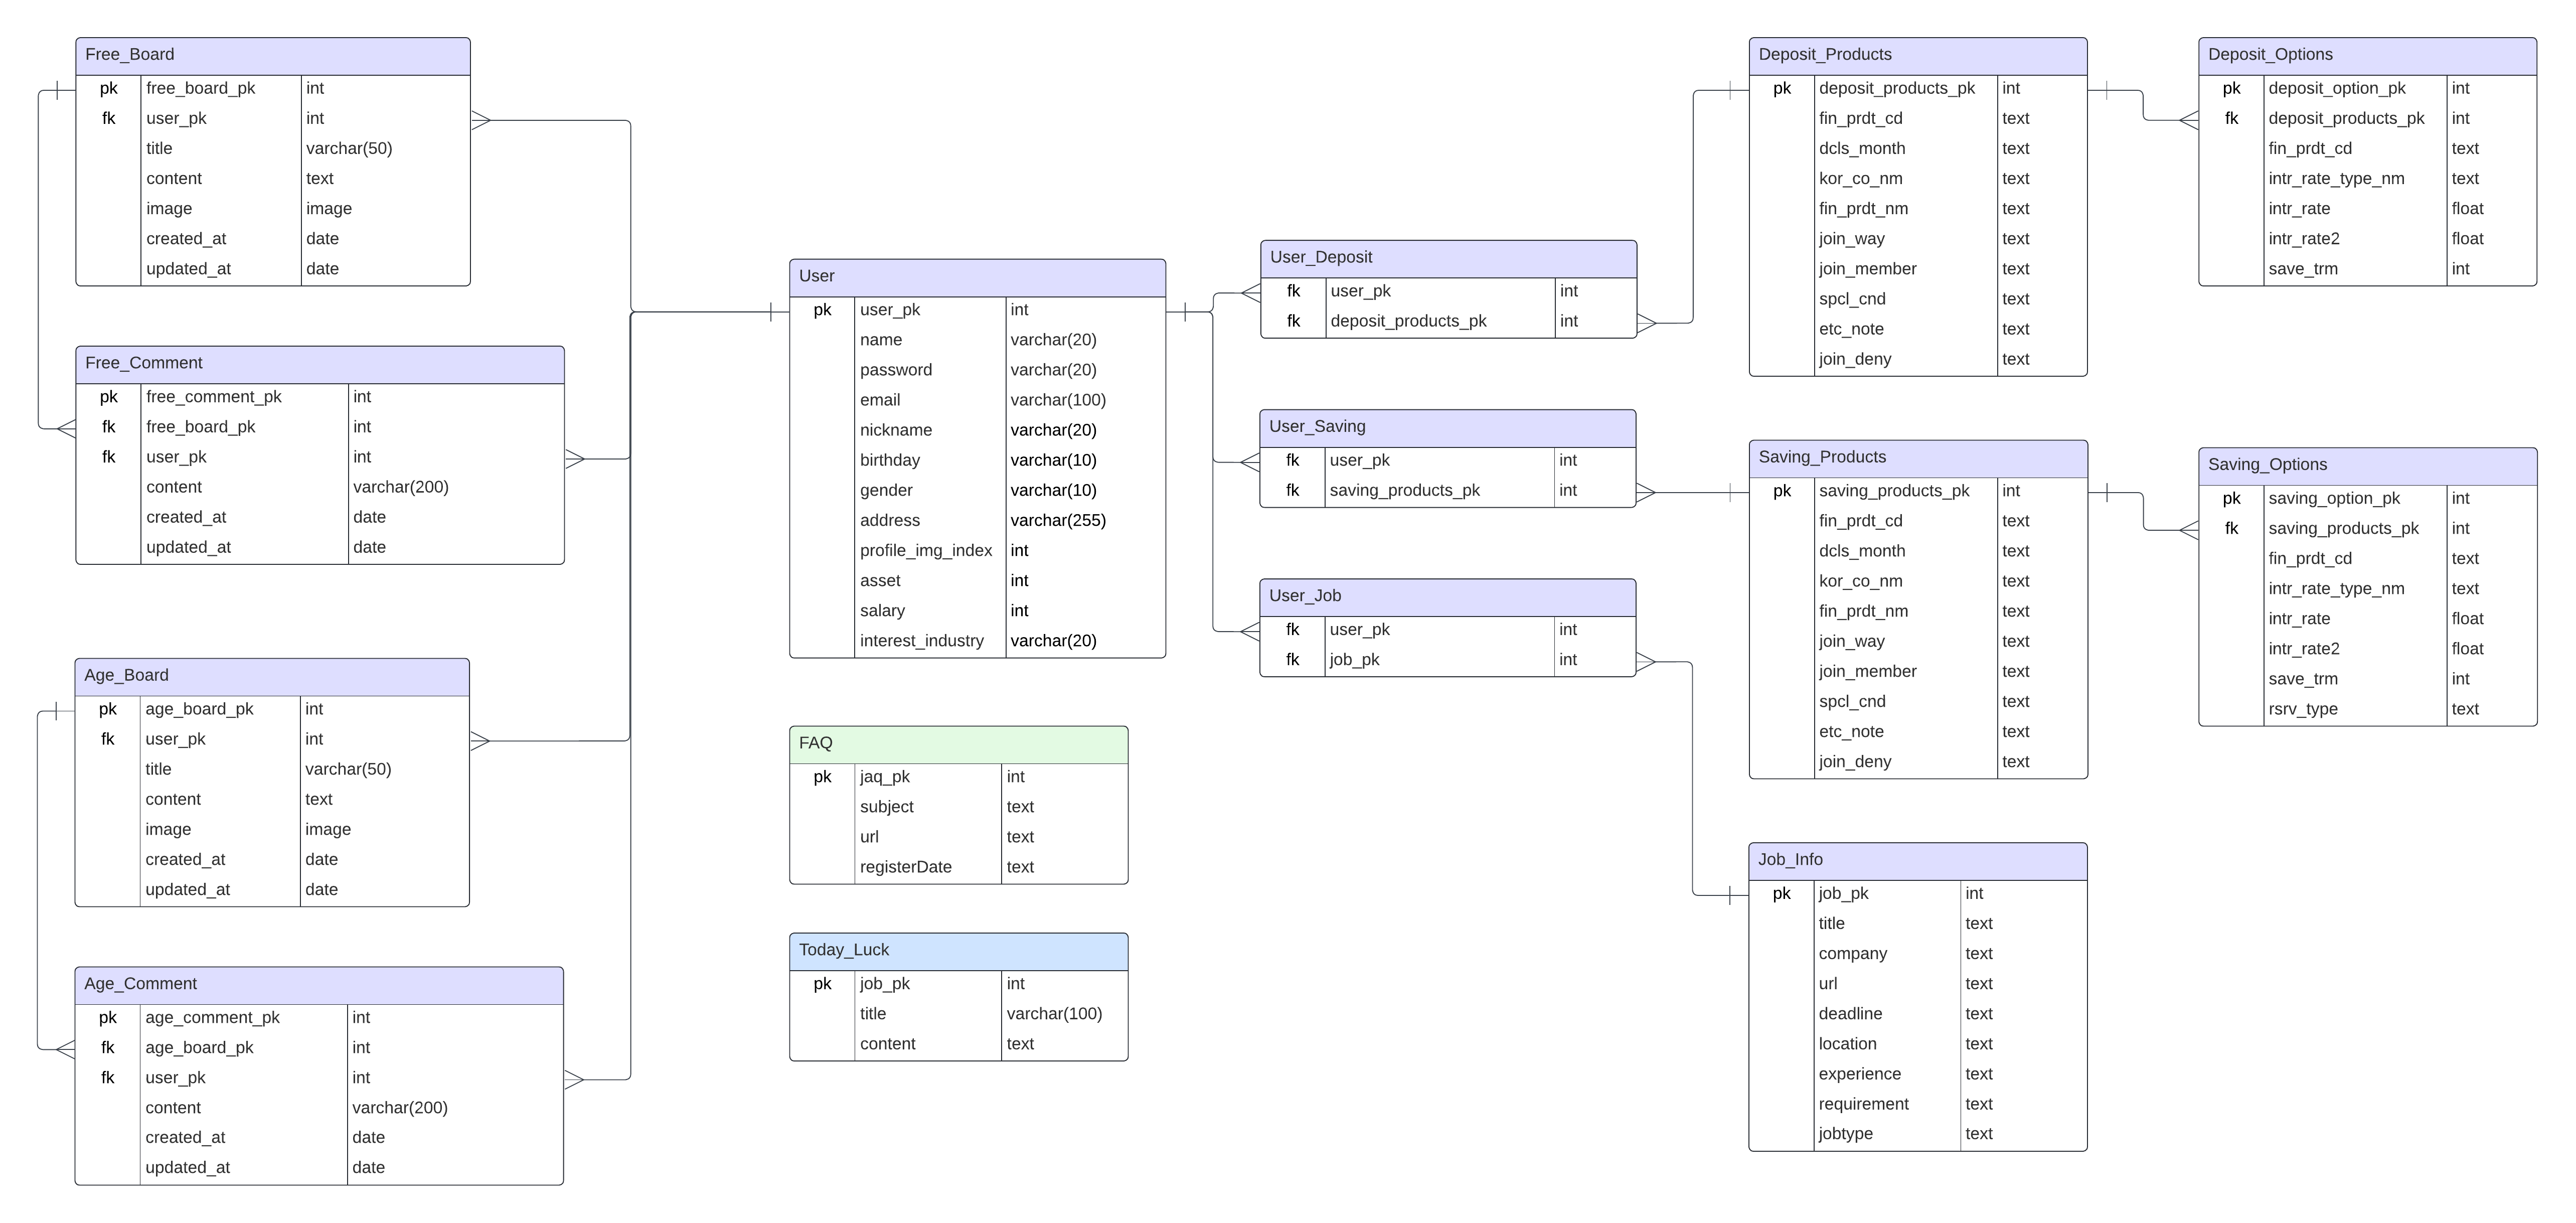 Free_Board
pk free_board_pk int
fk user_pk int
title varchar(50)
content text
image image
created_at date
updated_at date
Free_Comment
pk free_comment_pk int
fk free_board_pk int
fk user_pk int
content varchar(200)
created_at date
updated_at date
Age_Board
pk age_board_pk int
fk user_pk int
title varchar(50)
content text
image image
created_at date
updated_at date
Age_Comment
pk age_comment_pk int
fk age_board_pk int
fk user_pk int
content varchar(200)
created_at date
updated_at date
User
pk user_pk int
name varchar(20)
password varchar(20)
email varchar(100)
nickname varchar(20)
birthday varchar(10)
gender varchar(10)
address varchar(255)
profile_img_index int
asset int
salary int
interest_industry varchar(20)
FAQ
pk jaq_pk int
subject text
url text
registerDate text
Today_Luck
pk job_pk int
title varchar(100)
content text
User_Deposit
fk user_pk int
fk deposit_products_pk int
User_Saving
fk user_pk int
fk saving_products_pk int
User_Job
fk user_pk int
fk job_pk int
Deposit_Products
pk deposit_products_pk int
fin_prdt_cd text
dcls_month text
kor_co_nm text
fin_prdt_nm text
join_way text
join_member text
spcl_cnd text
etc_note text
join_deny text
Saving_Products
pk saving_products_pk int
fin_prdt_cd text
dcls_month text
kor_co_nm text
fin_prdt_nm text
join_way text
join_member text
spcl_cnd text
etc_note text
join_deny text
Job_Info
pk job_pk int
title text
company text
url text
deadline text
location text
experience text
requirement text
jobtype text
Deposit_Options
pk deposit_option_pk int
fk deposit_products_pk int
fin_prdt_cd text
intr_rate_type_nm text
intr_rate float
intr_rate2 float
save_trm int
Saving_Options
pk saving_option_pk int
fk saving_products_pk int
fin_prdt_cd text
intr_rate_type_nm text
intr_rate float
intr_rate2 float
save_trm int
rsrv_type text